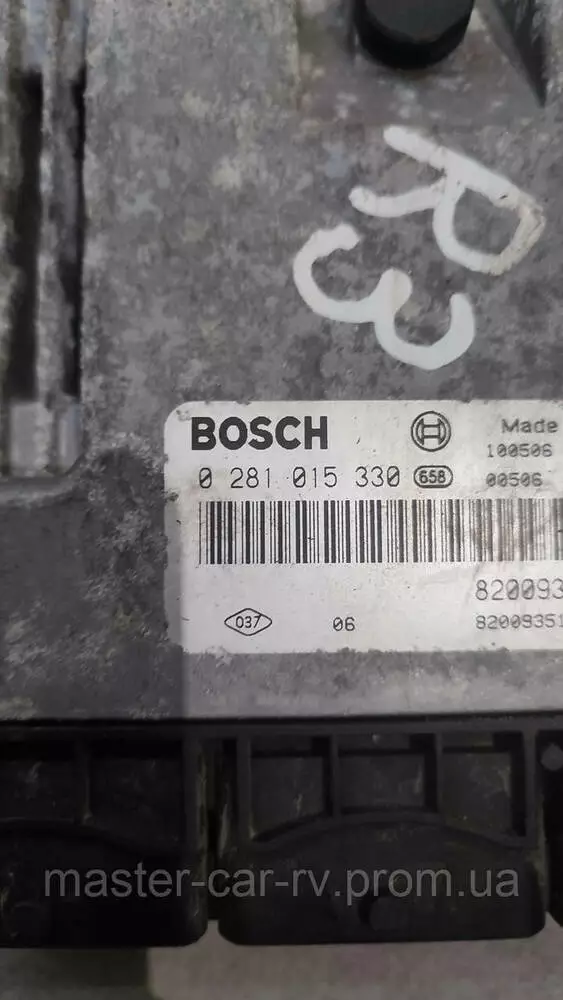 R3
BOSCH
Made
100506
0 281 015 330 658
00506
820093
037 06 82009351
master-car-rv.prom.ua